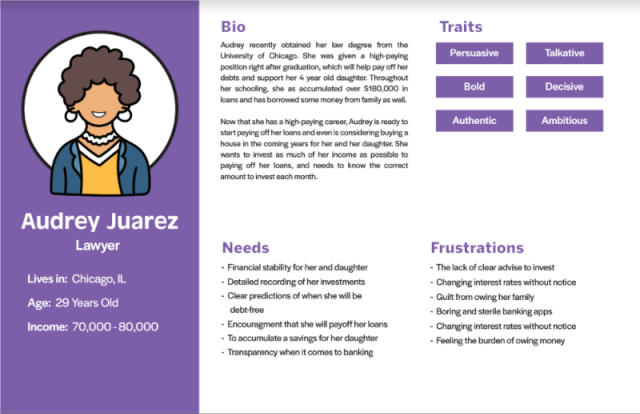 Audrey Juarez
Lawyer
Lives in: Chicago, IL
Age: 29 Years Old
Income: 70,000 - 80,000
Bio
Audrey recently obtained her law degree from the
University of Chicago. She was given a high-paying
position right after graduation, which will help pay off her
debts and support her 4 year old daughter. Throughout
her schooling, she as accumulated over $180,000 in
loans and has borrowed some money from family as well.
Now that she has a high-paying career, Audrey is ready to
start paying off her loans and even is considering buying a
house in the coming years for her and her daughter. She
wants to invest as much of her income as possible to
paying off her loans, and needs to know the correct
amount to invest each month.
Traits
Persuasive
Talkative
Bold
Decisive
Authentic
Ambitious
Needs
- Financial stability for her and daughter
- Detailed recording of her investments
- Clear predictions of when she will be
debt-free
- Encouragment that she will payoff her loans
- To accumulate a savings for her daughter
- Transparency when it comes to banking
Frustrations
- The lack of clear advise to invest
- Changing interest rates without notice
- Guilt from owing her family
- Boring and sterile banking apps
- Changing interest rates without notice
- Feeling the burden of owing money